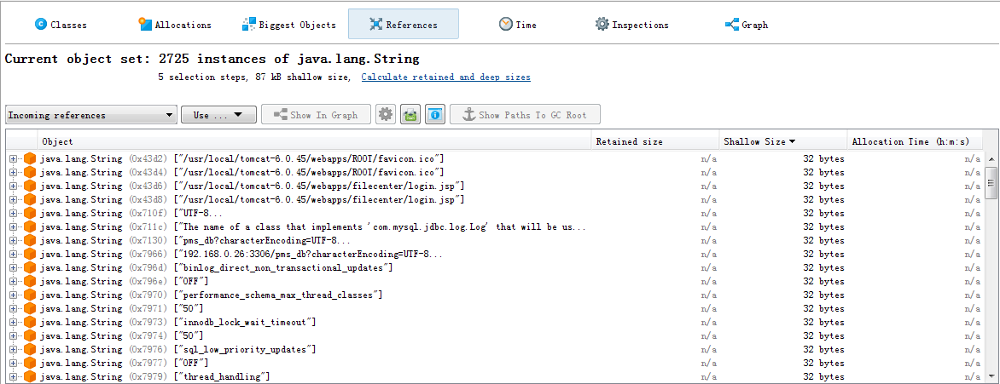 Classes Allocations Biggest Objects References Time Inspections Graph
Current object set: 2725 instances of java.lang.String
5 selection steps, 87 kB shallow size, Calculate retained and deep sizes
Incoming references Use ... Show In Graph Show Paths To GC Root
Object Retained size Shallow Size Allocation Time (h:m:s)
java.lang.String (0x43d2) ["/usr/local/tomcat-6.0.45/webapps/ROOT/favicon.ico"] n/a 32 bytes n/a
java.lang.String (0x43d4) ["/usr/local/tomcat-6.0.45/webapps/ROOT/favicon.ico"] n/a 32 bytes n/a
java.lang.String (0x43d6) ["/usr/local/tomcat-6.0.45/webapps/filecenter/login.jsp"] n/a 32 bytes n/a
java.lang.String (0x43d8) ["/usr/local/tomcat-6.0.45/webapps/filecenter/login.jsp"] n/a 32 bytes n/a
java.lang.String (0x710f) ["UTF-8... n/a 32 bytes n/a
java.lang.String (0x711c) ["The name of a class that implements 'com.mysql.jdbc.log.Log' that will be us... n/a 32 bytes n/a
java.lang.String (0x7130) ["pms_db?characterEncoding=UTF-8... n/a 32 bytes n/a
java.lang.String (0x7966) ["192.168.0.26:3306/pms_db?characterEncoding=UTF-8... n/a 32 bytes n/a
java.lang.String (0x796d) ["binlog_direct_non_transactional_updates"] n/a 32 bytes n/a
java.lang.String (0x796e) ["OFF"] n/a 32 bytes n/a
java.lang.String (0x7970) ["performance_schema_max_thread_classes"] n/a 32 bytes n/a
java.lang.String (0x7971) ["50"] n/a 32 bytes n/a
java.lang.String (0x7973) ["innodb_lock_wait_timeout"] n/a 32 bytes n/a
java.lang.String (0x7974) ["50"] n/a 32 bytes n/a
java.lang.String (0x7976) ["sql_low_priority_updates"] n/a 32 bytes n/a
java.lang.String (0x7977) ["OFF"] n/a 32 bytes n/a
java.lang.String (0x7979) ["thread_handling"] n/a 32 bytes n/a